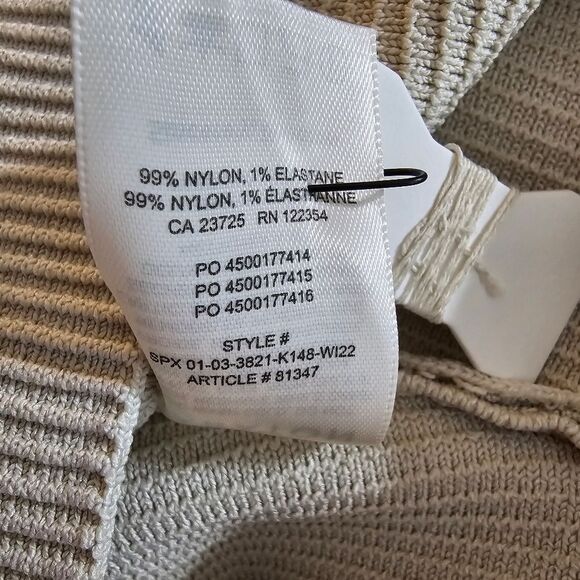 99% NYLON, 1% ELASTANE
99% NYLON, 1% ÉLASTHANNE
CA 23725 RN 122354
PO 4500177414
PO 4500177415
PO 4500177416
STYLE #
SPX 01-03-3821-K148-WI22
ARTICLE # 81347